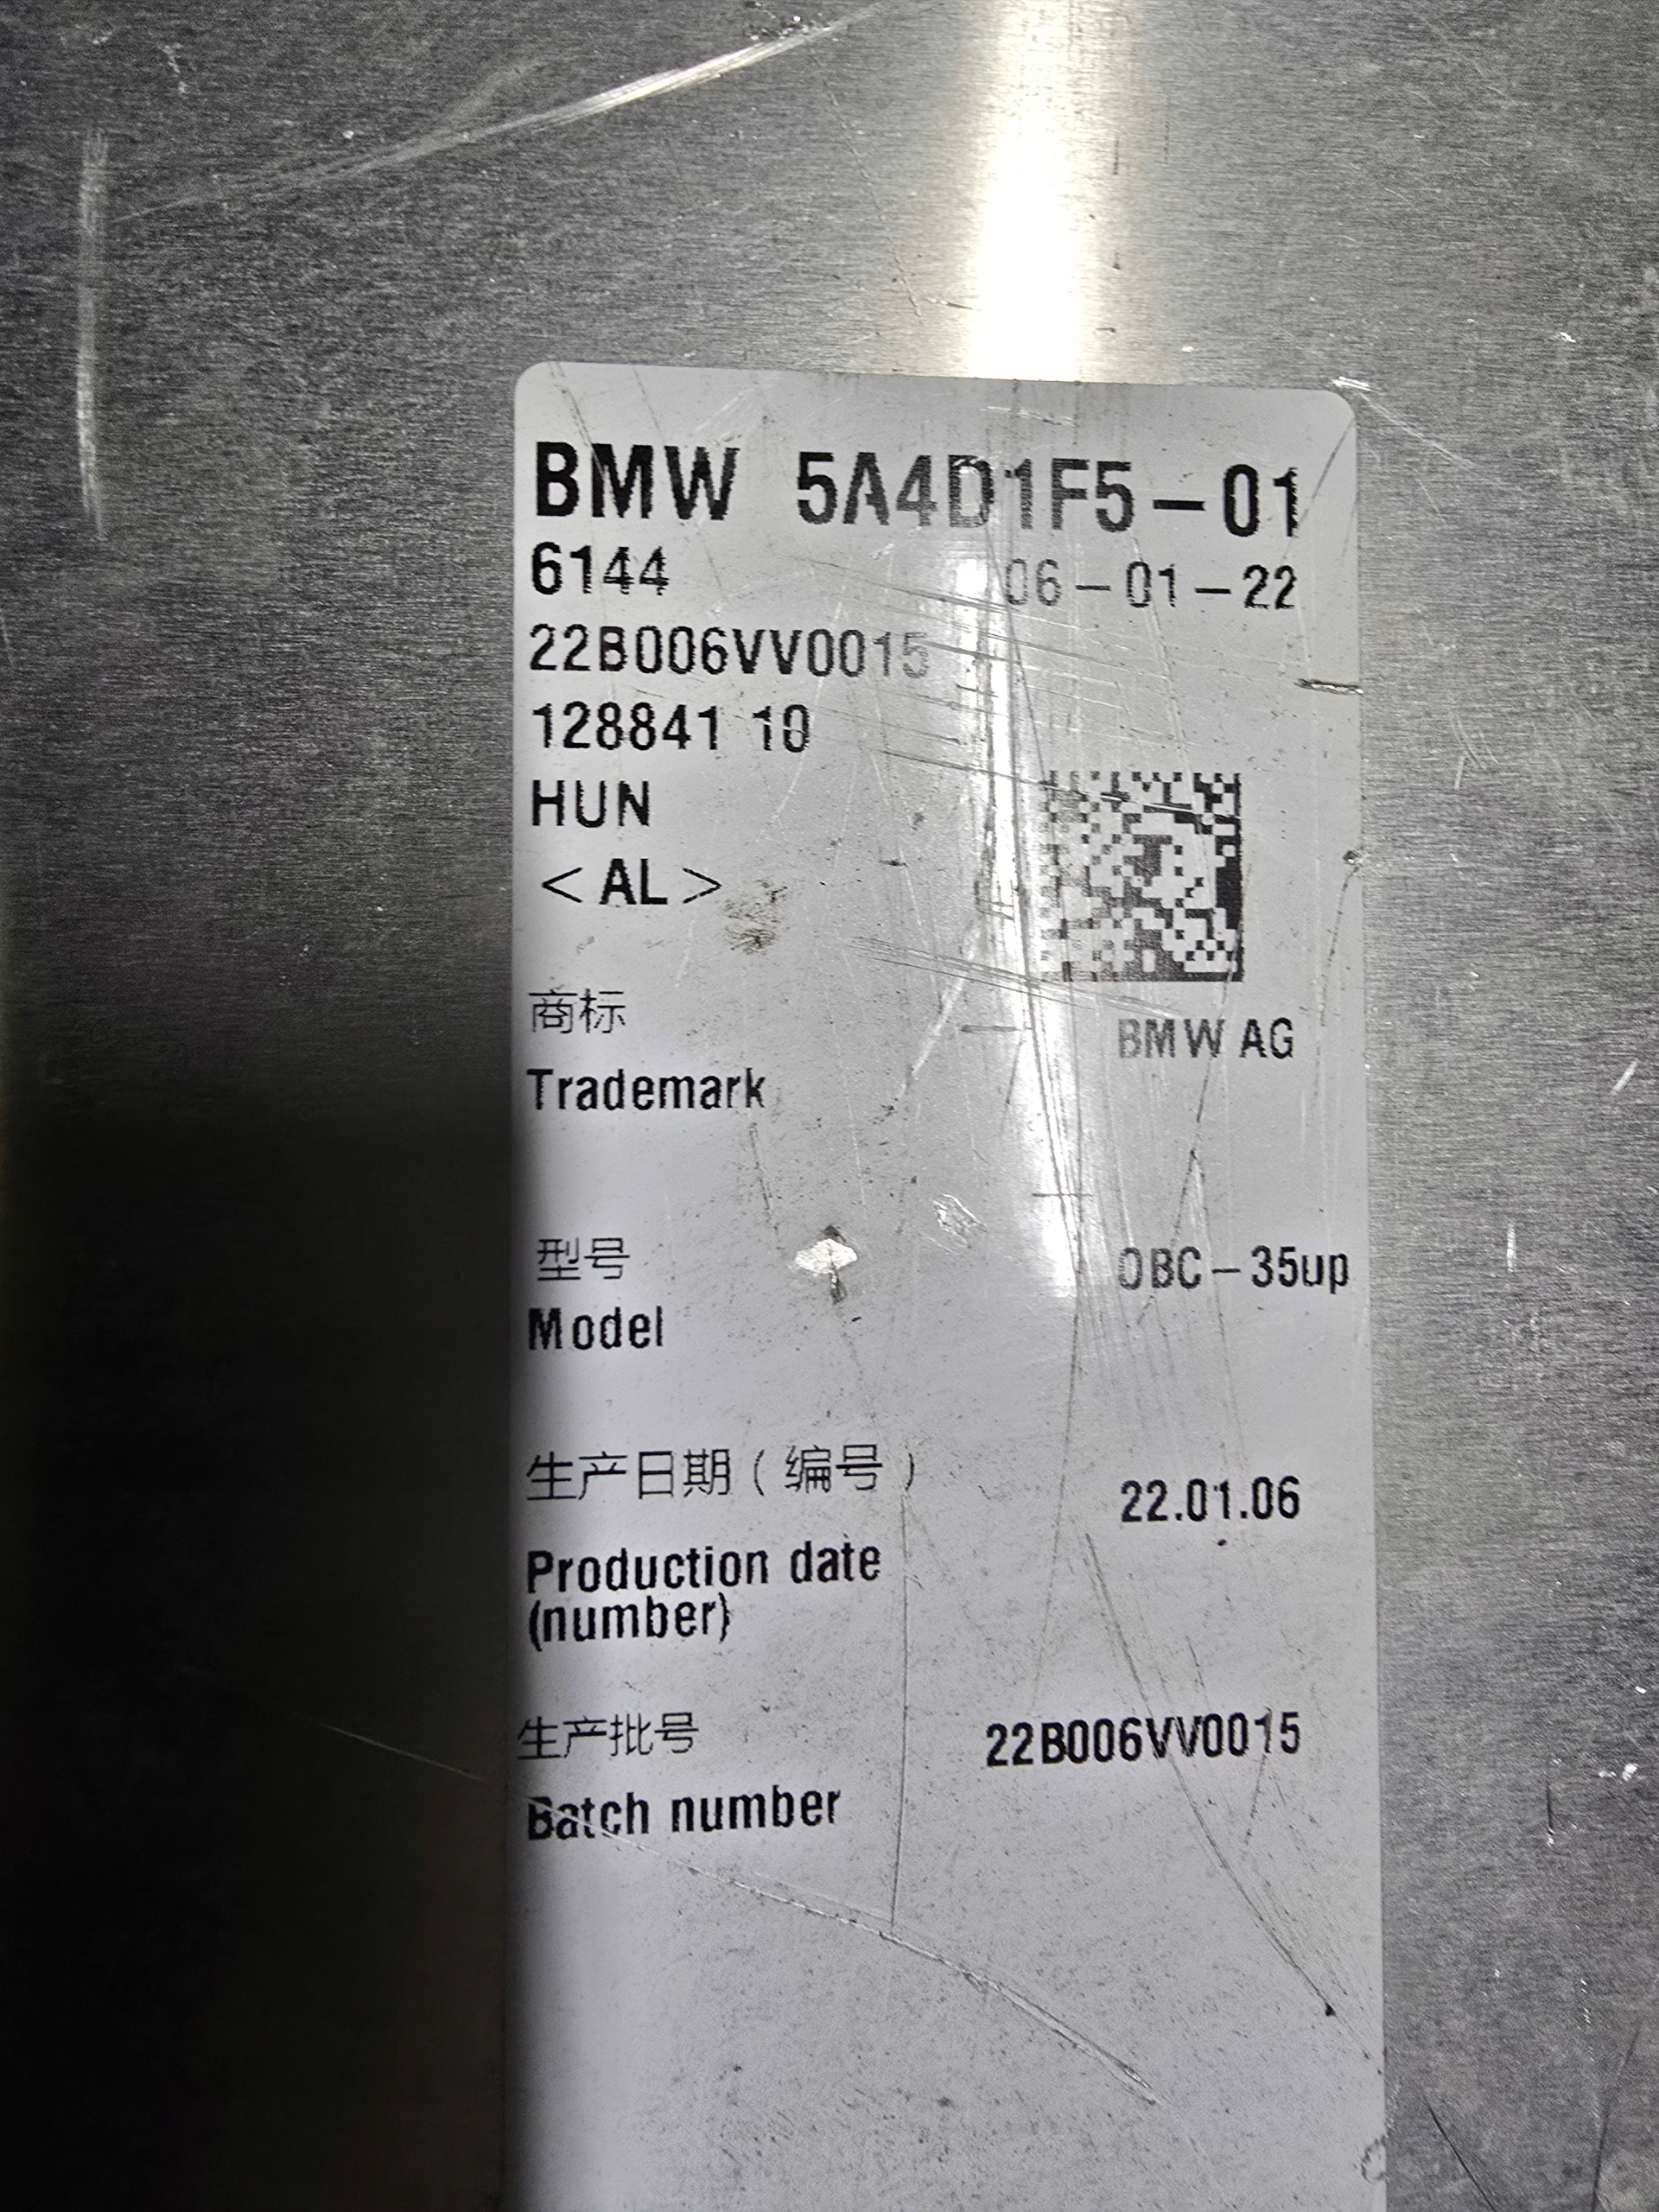 BMW 5A4D1F5-01
6144 06-01-22
22B006VV0015
128841 10
HUN
<AL>
商标 BMW AG
Trademark
型号 OBC-35up
Model
生产日期(编号) 22.01.06
Production date
(number)
生产批号 22B006VV0015
Batch number